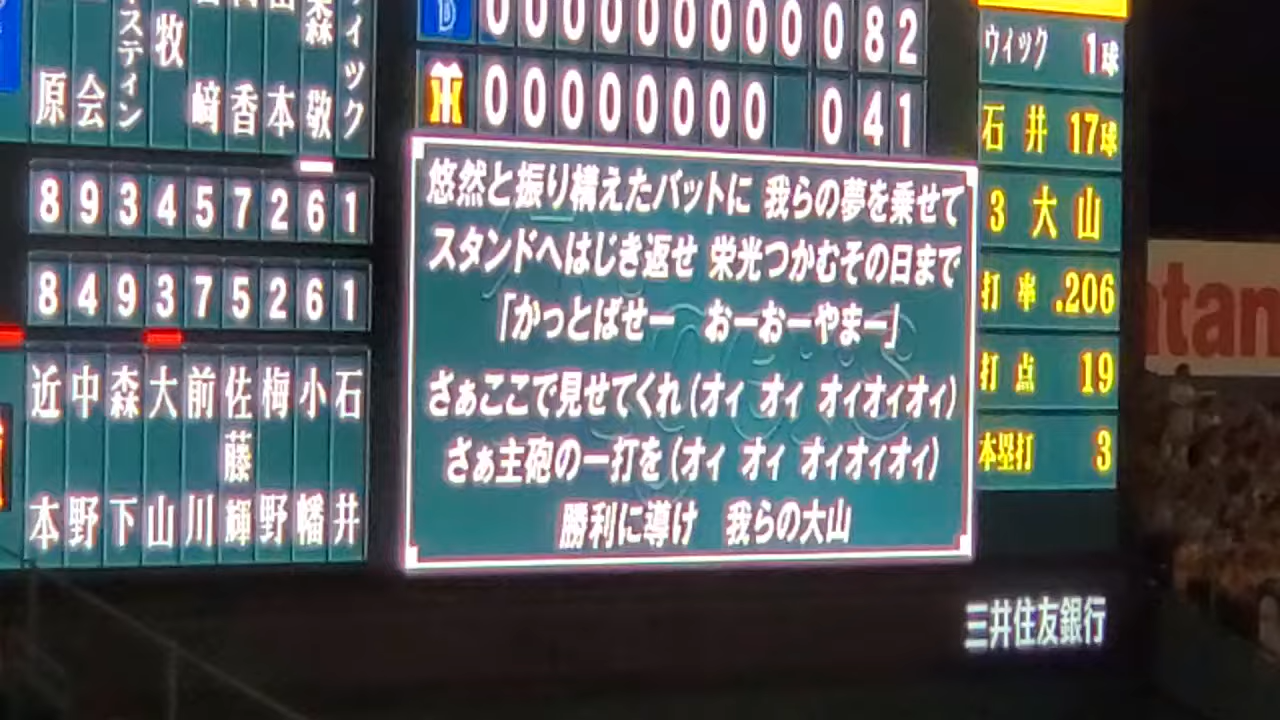 原 会 スティン 牧 﨑 香 本 森敬 ィック
8 9 3 4 5 7 2 6 1
8 4 9 3 7 5 2 6 1
近本 中野 森下 大山 前川 佐藤輝 梅野 小幡 石井
D 0 0 0 0 0 0 0 0 0 8 2
0 0 0 0 0 0 0 0 0 4 1
悠然と振り構えたバットに 我らの夢を乗せて
スタンドへはじき返せ 栄光つかむその日まで
「かっとばせー おーおーやまー」
さぁここで見せてくれ(オィ オィ オィオィオィ)
さぁ主砲の一打を(オィ オィ オィオィオィ)
勝利に導け 我らの大山
ウィック 1球
石井 17球
3 大山
打率 .206
打点 19
本塁打 3
三井住友銀行
atan